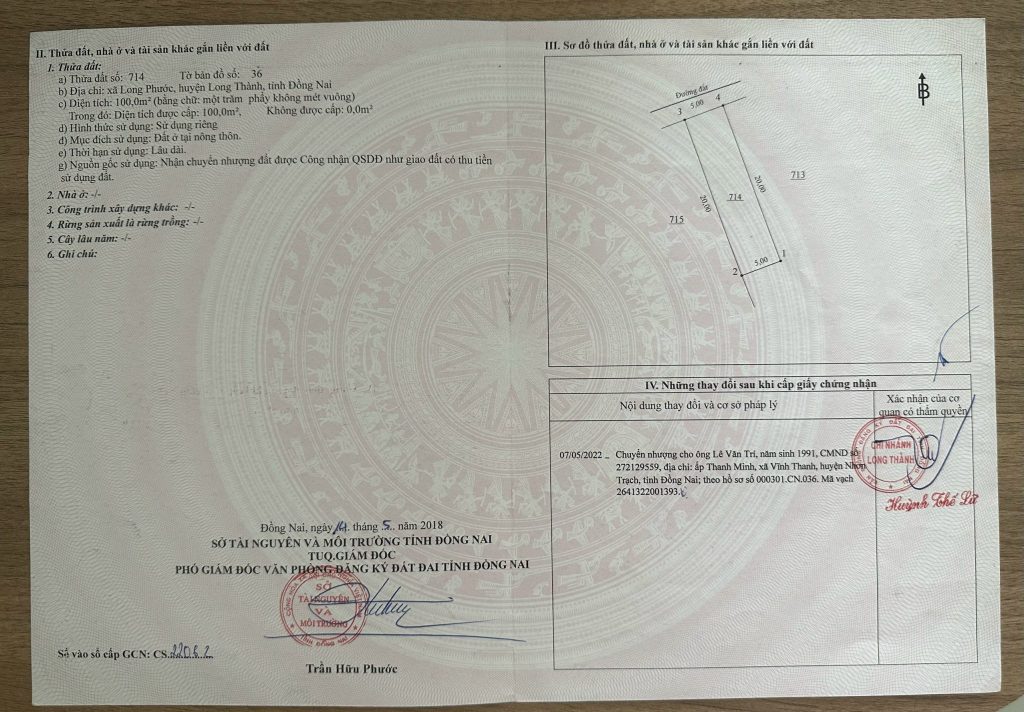 II. Thửa đất, nhà ở và tài sản khác gắn liền với đất
1. Thửa đất:
a) Thửa đất số: 714 Tờ bản đồ số: 36
b) Địa chỉ: xã Long Phước, huyện Long Thành, tỉnh Đồng Nai
c) Diện tích: 100,0m² (bằng chữ: một trăm phẩy không mét vuông)
Trong đó: Diện tích được cấp: 100,0m², Không được cấp: 0,0m²
d) Hình thức sử dụng: Sử dụng riêng
đ) Mục đích sử dụng: Đất ở tại nông thôn.
e) Thời hạn sử dụng: Lâu dài.
g) Nguồn gốc sử dụng: Nhận chuyển nhượng đất được Công nhận QSDĐ như giao đất có thu tiền
sử dụng đất.
2. Nhà ở: -/-
3. Công trình xây dựng khác: -/-
4. Rừng sản xuất là rừng trồng: -/-
5. Cây lâu năm: -/-
6. Ghi chú:
Đồng Nai, ngày 14 tháng 5 năm 2018
SỞ TÀI NGUYÊN VÀ MÔI TRƯỜNG TỈNH ĐỒNG NAI
TUQ.GIÁM ĐỐC
PHÓ GIÁM ĐỐC VĂN PHÒNG ĐĂNG KÝ ĐẤT ĐAI TỈNH ĐỒNG NAI
SỞ
TÀI NGUYÊN
VÀ
MÔI TRƯỜNG
TỈNH ĐỒNG NAI
Số vào sổ cấp GCN: CS.22062
Trần Hữu Phước
III. Sơ đồ thửa đất, nhà ở và tài sản khác gắn liền với đất
B
Đường đất
3 5,00 4
713
20,00
714
20,00
715
5,00
2 1
IV. Những thay đổi sau khi cấp giấy chứng nhận
Nội dung thay đổi và cơ sở pháp lý
Xác nhận của cơ
quan có thẩm quyền
07/05/2022 - Chuyển nhượng cho ông Lê Văn Trí, năm sinh 1991, CMND số
272129559, địa chỉ: ấp Thanh Minh, xã Vĩnh Thanh, huyện Nhơn
Trạch, tỉnh Đồng Nai; theo hồ sơ số 000301.CN.036. Mã vạch
2641322001393.
CHI NHÁNH
LONG THÀNH
Huỳnh Thế Lữ